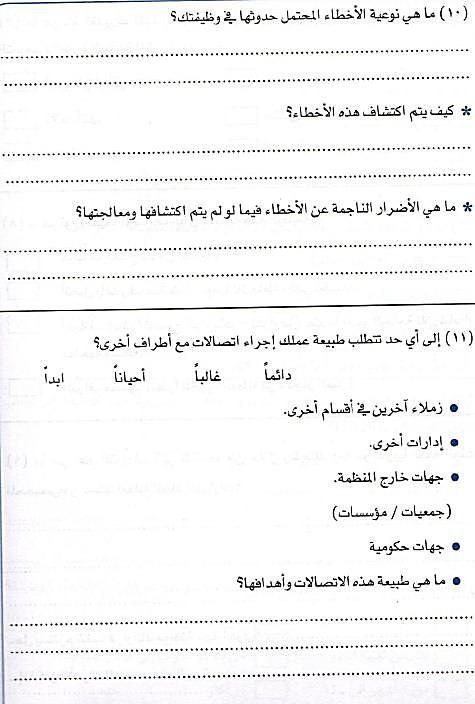 (١٠) ما هي نوعية الأخطاء المحتمل حدوثها في وظيفتك؟
* كيف يتم اكتشاف هذه الأخطاء؟
* ما هي الأضرار الناجمة عن الأخطاء فيما لو لم يتم اكتشافها ومعالجتها؟
(١١) إلى أي حد تتطلب طبيعة عملك إجراء اتصالات مع أطراف أخرى؟
دائماً غالباً أحياناً ابداً
• زملاء آخرين في أقسام أخرى.
• إدارات أخرى.
• جهات خارج المنظمة.
(جمعيات / مؤسسات)
• جهات حكومية
• ما هي طبيعة هذه الاتصالات وأهدافها؟